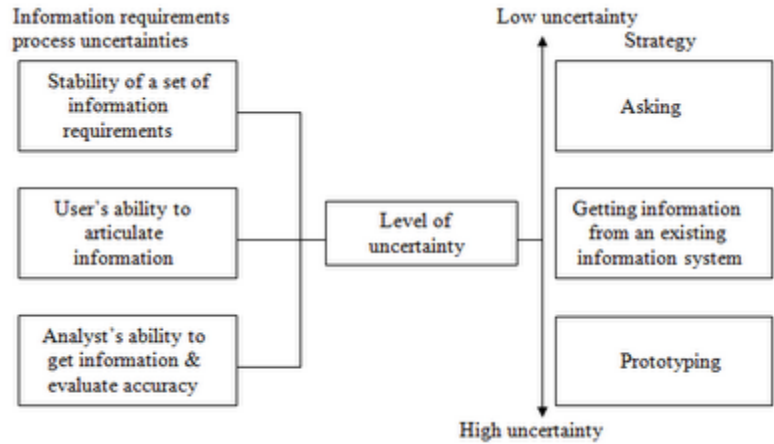 Information requirements
process uncertainties
Stability of a set of
information
requirements
User's ability to
articulate
information
Analyst's ability to
get information &
evaluate accuracy
Level of
uncertainty
Low uncertainty
Strategy
Asking
Getting information
from an existing
information system
Prototyping
High uncertainty